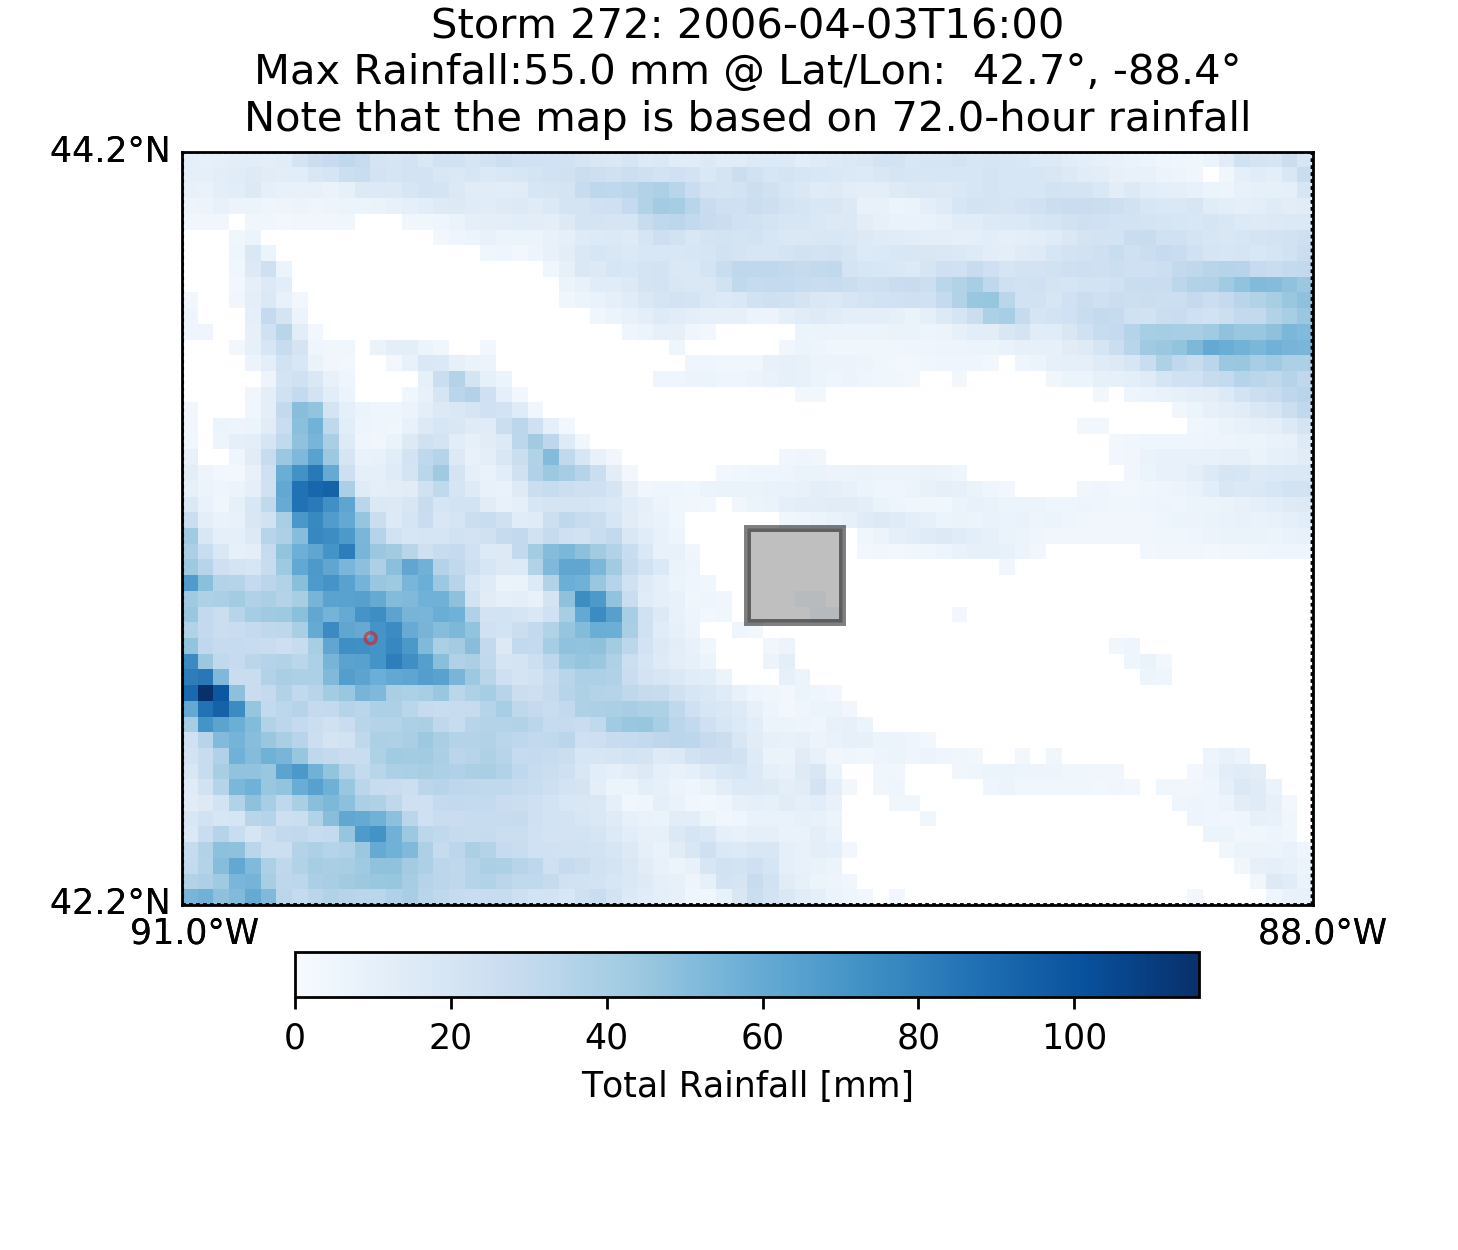 Storm 272: 2006-04-03T16:00
Max Rainfall:55.0 mm @ Lat/Lon:  42.7°, -88.4°
Note that the map is based on 72.0-hour rainfall
44.2°N
42.2°N
91.0°W 88.0°W
0 20 40 60 80 100
Total Rainfall [mm]